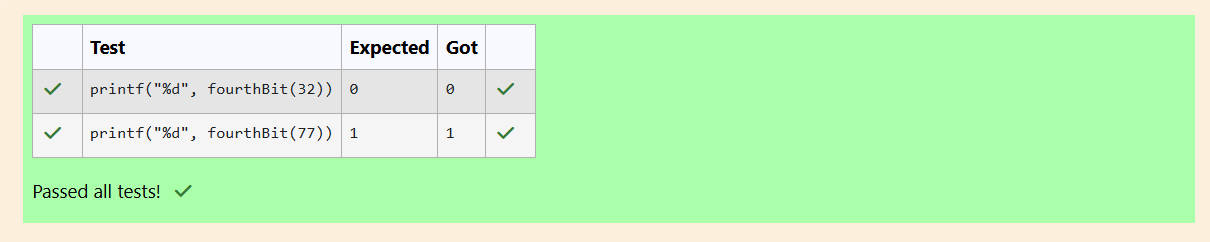 Test Expected Got
printf("%d", fourthBit(32)) 0 0
printf("%d", fourthBit(77)) 1 1
Passed all tests!